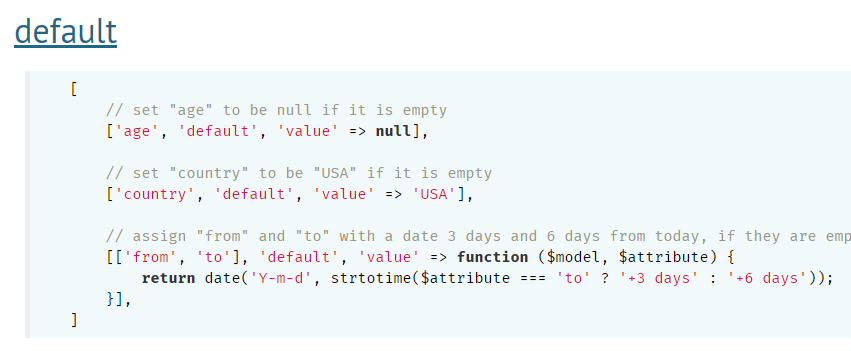 default
[
// set "age" to be null if it is empty
['age', 'default', 'value' => null],
// set "country" to be "USA" if it is empty
['country', 'default', 'value' => 'USA'],
// assign "from" and "to" with a date 3 days and 6 days from today, if they are emp
[['from', 'to'], 'default', 'value' => function ($model, $attribute) {
return date('Y-m-d', strtotime($attribute === 'to' ? '+3 days' : '+6 days'));
}],
]